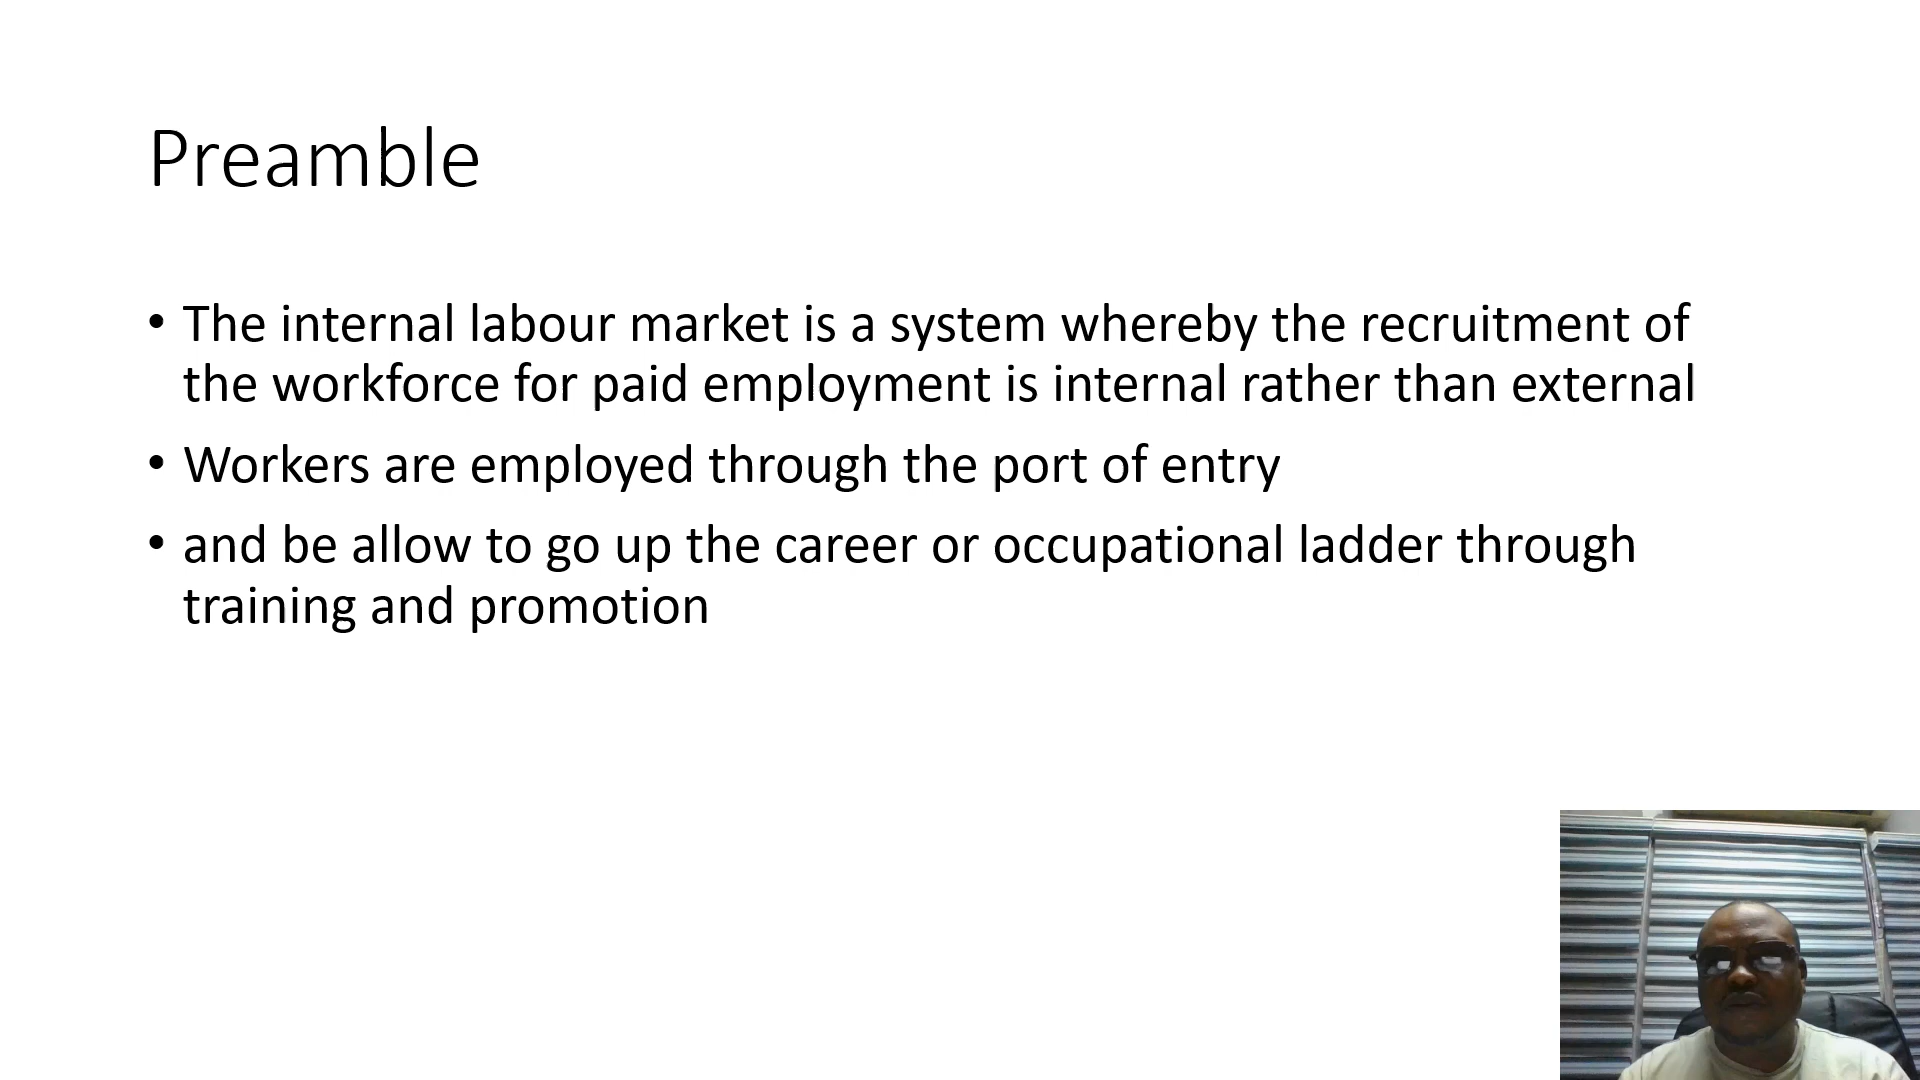 Preamble
• The internal labour market is a system whereby the recruitment of
the workforce for paid employment is internal rather than external
• Workers are employed through the port of entry
• and be allow to go up the career or occupational ladder through
training and promotion